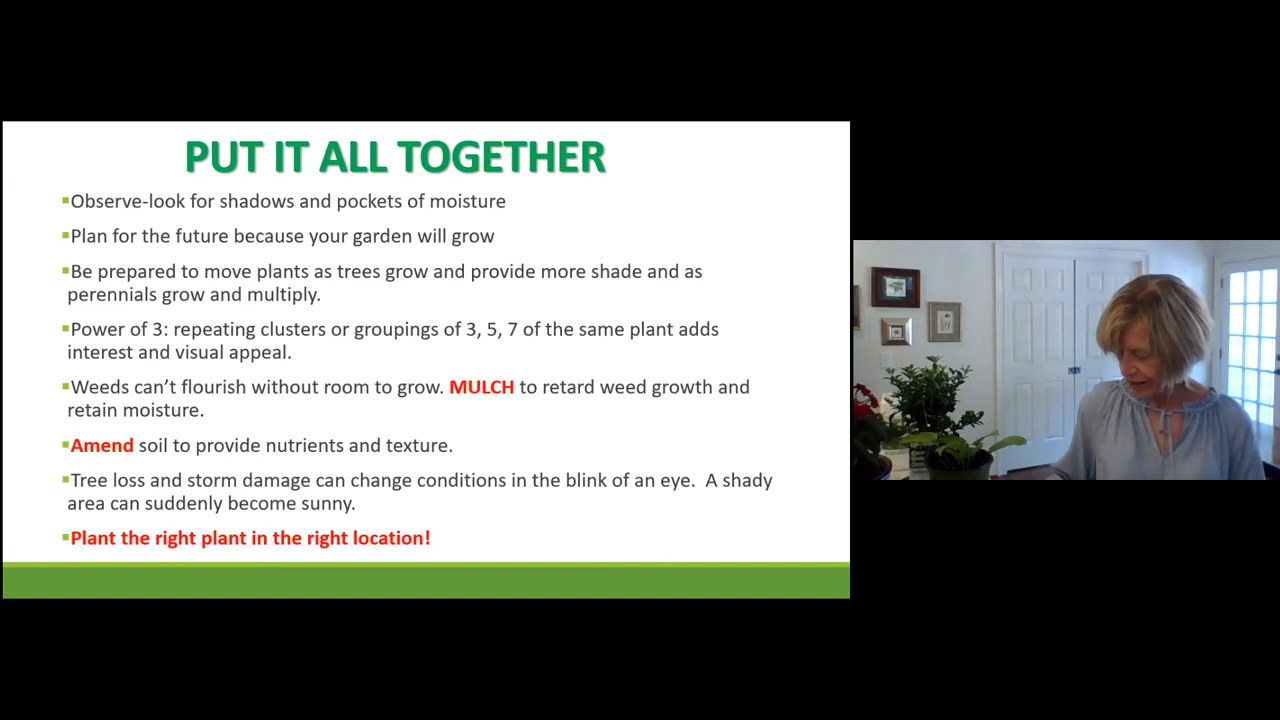 PUT IT ALL TOGETHER
▪Observe-look for shadows and pockets of moisture
▪Plan for the future because your garden will grow
▪Be prepared to move plants as trees grow and provide more shade and as
perennials grow and multiply.
▪Power of 3: repeating clusters or groupings of 3, 5, 7 of the same plant adds
interest and visual appeal.
▪Weeds can’t flourish without room to grow. MULCH to retard weed growth and
retain moisture.
▪Amend soil to provide nutrients and texture.
▪Tree loss and storm damage can change conditions in the blink of an eye.  A shady
area can suddenly become sunny.
▪Plant the right plant in the right location!